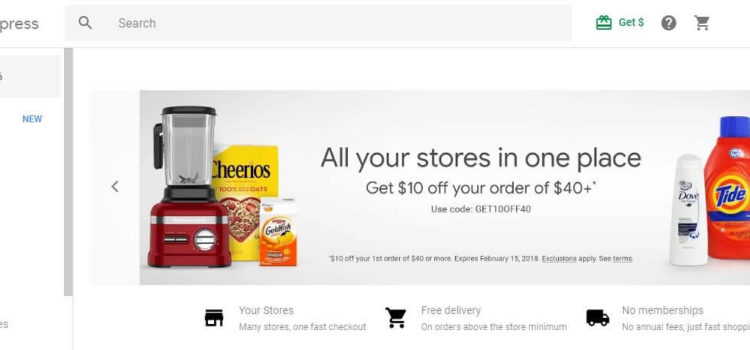 press
Search
Get $
NEW
Cheerios
100% OATS
Goldfish
All your stores in one place
Get $10 off your order of $40+*
Use code: GET10OFF40
*$10 off your 1st order of $40 or more. Expires February 15, 2018. Exclusions apply. See terms.
Dove
Tide
Your Stores
Many stores, one fast checkout
Free delivery
On orders above the store minimum
No memberships
No annual fees, just fast shoppi
es